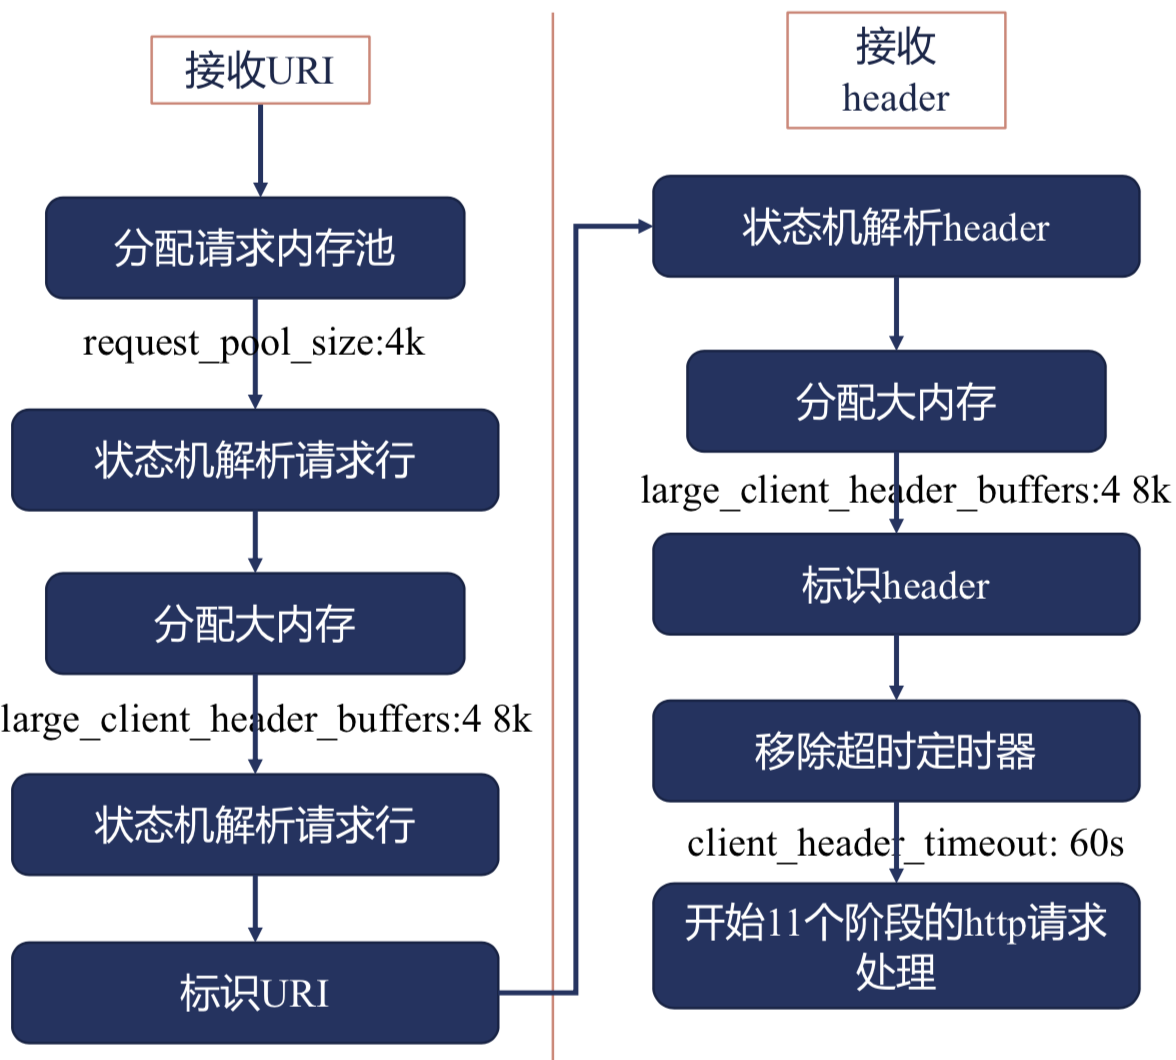 接收URI
分配请求内存池
request_pool_size:4k
状态机解析请求行
分配大内存
large_client_header_buffers:4 8k
状态机解析请求行
标识URI
接收
header
状态机解析header
分配大内存
large_client_header_buffers:4 8k
标识header
移除超时定时器
client_header_timeout: 60s
开始11个阶段的http请求
处理